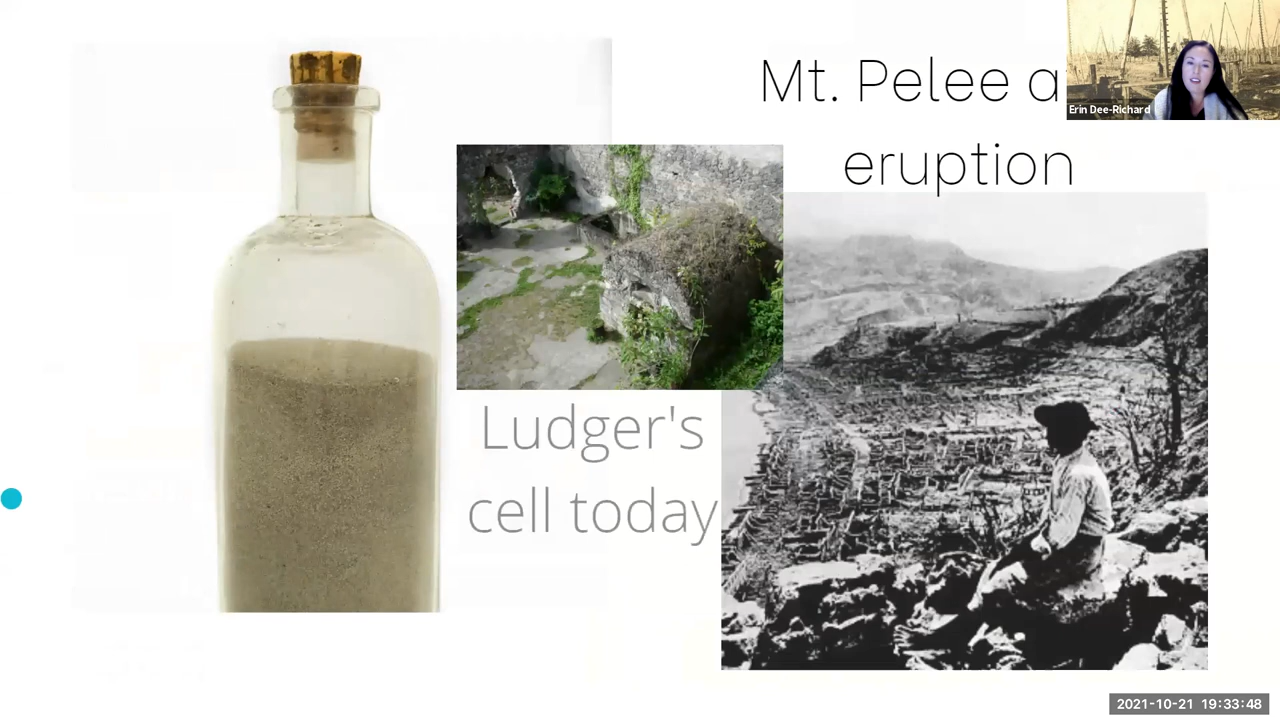 Mt. Pelee a
eruption
Erin Dee-Richard
Ludger's
cell today
2021-10-21 19:33:48